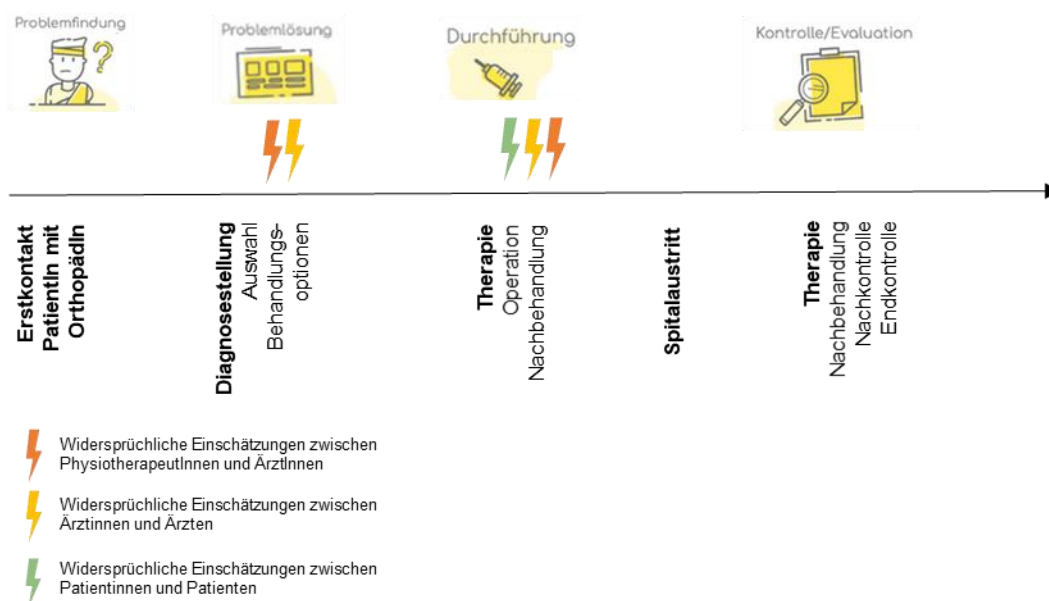 Problemfindung
Problemlösung
Durchführung
Kontrolle/Evaluation
Erstkontakt
PatientIn mit
OrthopädIn
Diagnosestellung
Auswahl
Behandlungs-
optionen
Therapie
Operation
Nachbehandlung
Spitalaustritt
Therapie
Nachbehandlung
Nachkontrolle
Endkontrolle
Widersprüchliche Einschätzungen zwischen
PhysiotherapeutInnen und ÄrztInnen
Widersprüchliche Einschätzungen zwischen
Ärztinnen und Ärzten
Widersprüchliche Einschätzungen zwischen
Patientinnen und Patienten